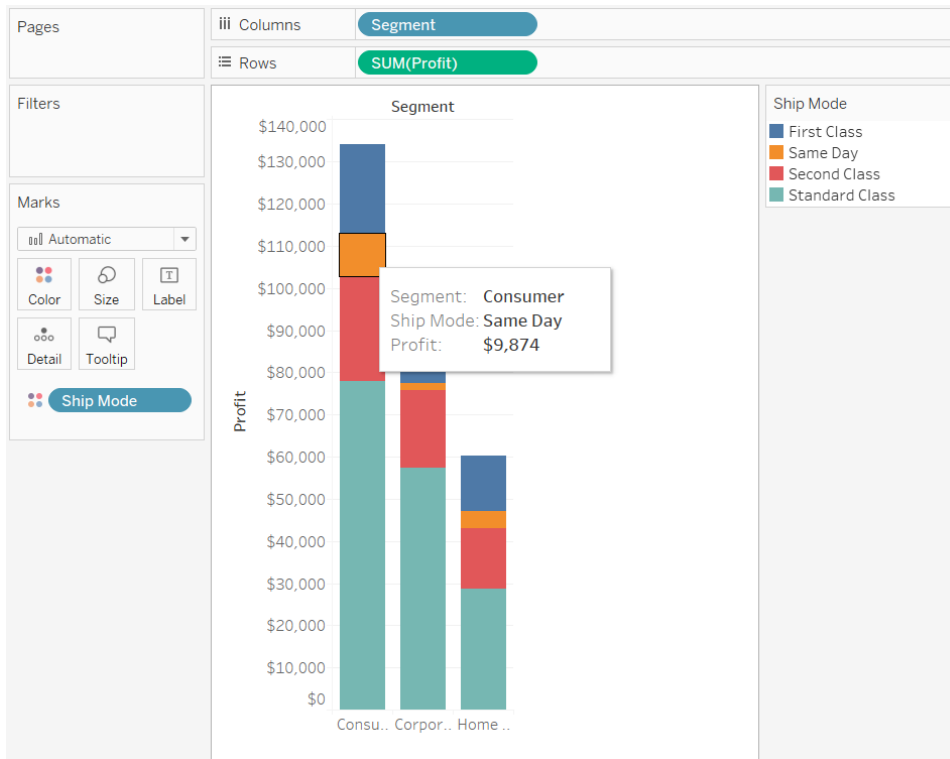 Pages
Columns
Segment
Rows
SUM(Profit)
Filters
Marks
Automatic
Color
Size
T
Label
Detail
Tooltip
Ship Mode
Segment
Profit
$140,000
$130,000
$120,000
$110,000
$100,000
$90,000
$80,000
$70,000
$60,000
$50,000
$40,000
$30,000
$20,000
$10,000
$0
Consu..
Corpor..
Home ..
Segment: Consumer
Ship Mode: Same Day
Profit: $9,874
Ship Mode
First Class
Same Day
Second Class
Standard Class